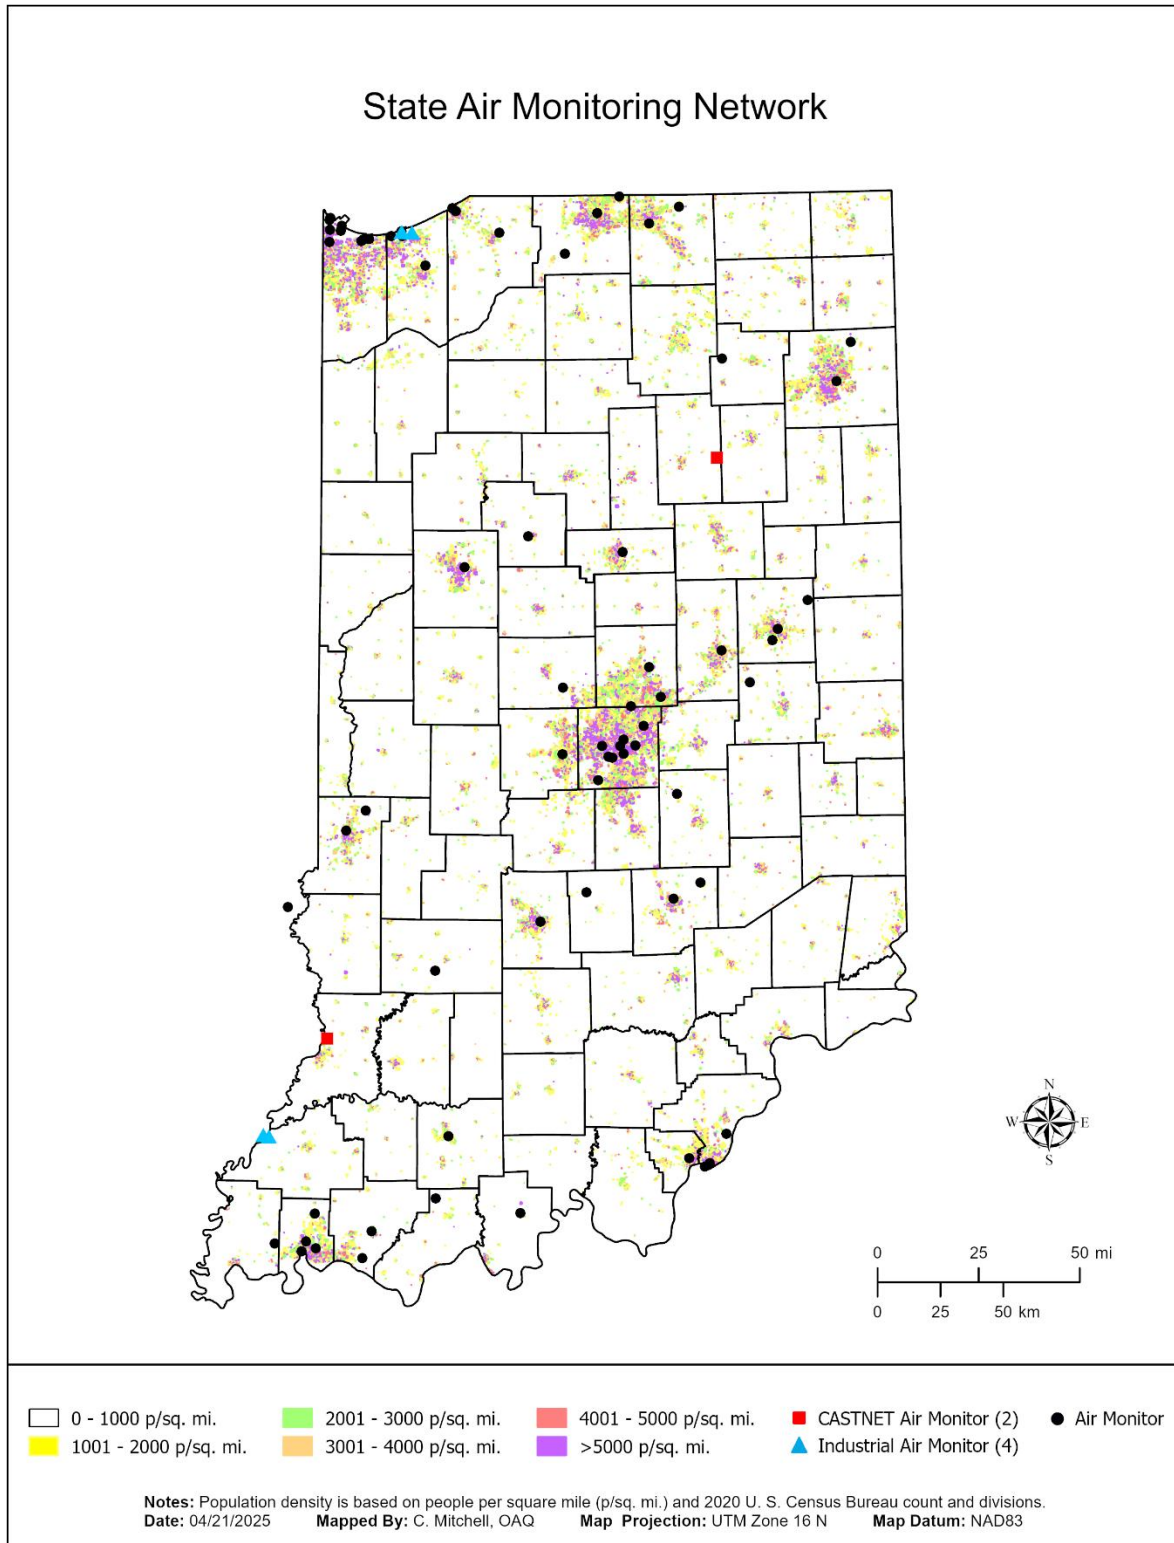 State Air Monitoring Network
N
W E
S
0 25 50 mi
0 25 50 km
0 - 1000 p/sq. mi.
2001 - 3000 p/sq. mi.
4001 - 5000 p/sq. mi.
CASTNET Air Monitor (2)
Air Monitor
1001 - 2000 p/sq. mi.
3001 - 4000 p/sq. mi.
>5000 p/sq. mi.
Industrial Air Monitor (4)
Notes: Population density is based on people per square mile (p/sq. mi.) and 2020 U. S. Census Bureau count and divisions.
Date: 04/21/2025 Mapped By: C. Mitchell, OAQ Map Projection: UTM Zone 16 N Map Datum: NAD83